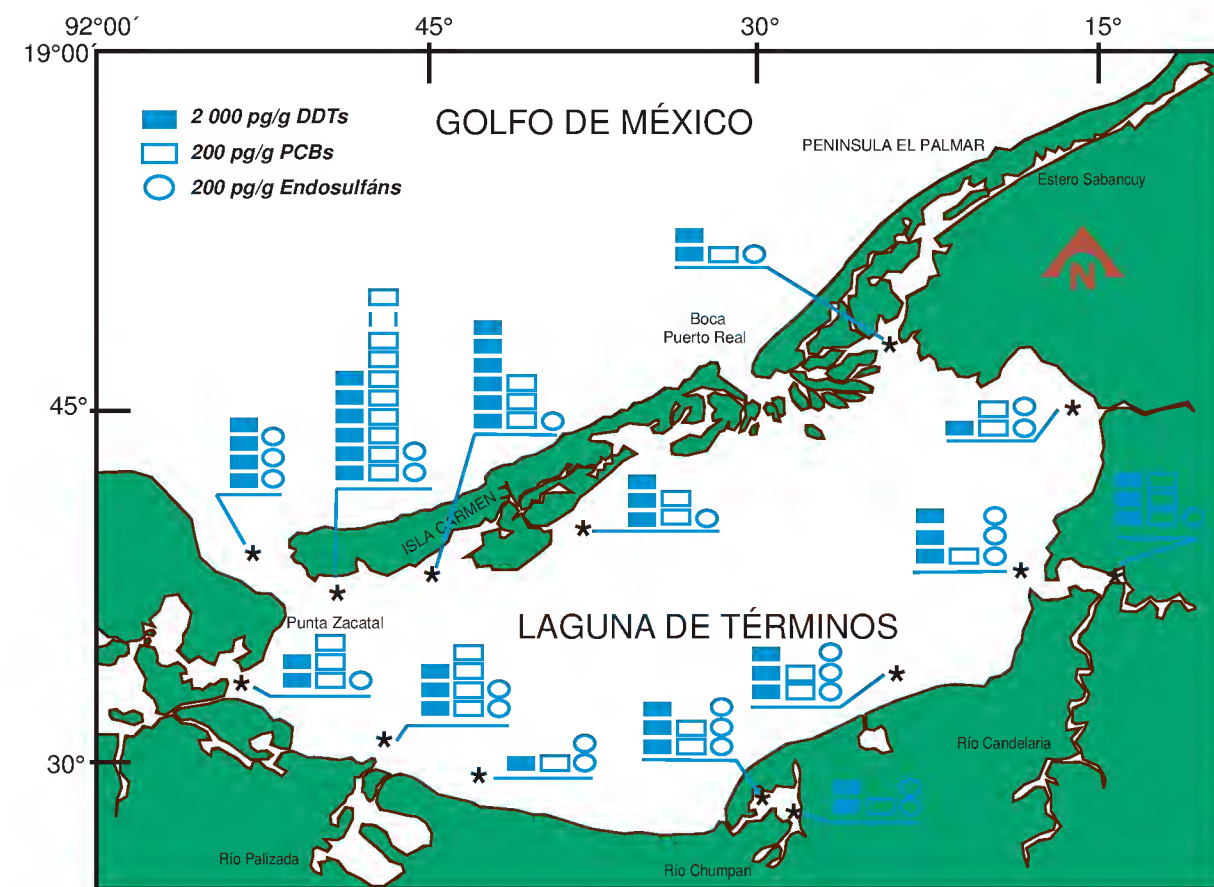 92°00´
45°
30°
15°
19°00´
2 000 pg/g DDTs
200 pg/g PCBs
200 pg/g Endosulfáns
GOLFO DE MÉXICO
PENINSULA EL PALMAR
Estero Sabancuy
N
Boca
Puerto Real
45°
ISLA CARMEN
Punta Zacatal
LAGUNA DE TÉRMINOS
Río Candelaria
30°
Río Palizada
Río Chumpan